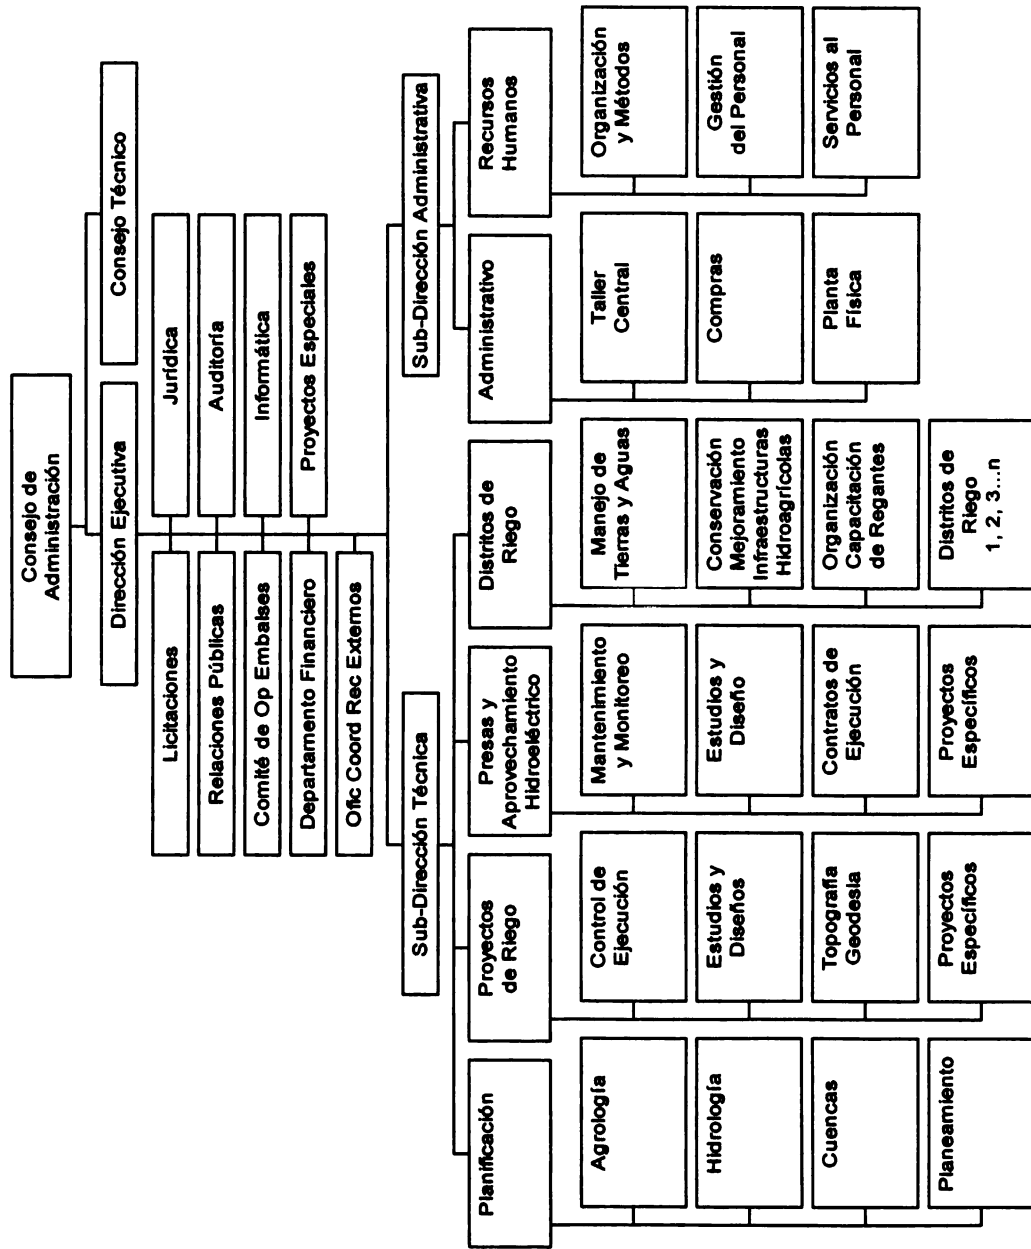 Consejo de
Administración
Dirección Ejecutiva
Consejo Técnico
Licitaciones
Jurídica
Relaciones Públicas
Auditoría
Comité de Op Embalses
Informática
Departamento Financiero
Proyectos Especiales
Ofic Coord Rec Externos
Sub-Dirección Técnica
Sub-Dirección Administrativa
Planificación
Agrología
Hidrología
Cuencas
Planeamiento
Proyectos
de Riego
Control de
Ejecución
Estudios y
Diseños
Topografía
Geodesia
Proyectos
Específicos
Presas y
Aprovechamiento
Hidroeléctrico
Mantenimiento
y Monitoreo
Estudios y
Diseño
Contratos de
Ejecución
Proyectos
Específicos
Distritos de
Riego
Manejo de
Tierras y Aguas
Conservación
Mejoramiento
Infraestructuras
Hidroagrícolas
Organización
Capacitación
de Regantes
Distritos de
Riego
1, 2, 3...n
Administrativo
Taller
Central
Compras
Planta
Física
Recursos
Humanos
Organización
y Métodos
Gestión
del Personal
Servicios al
Personal